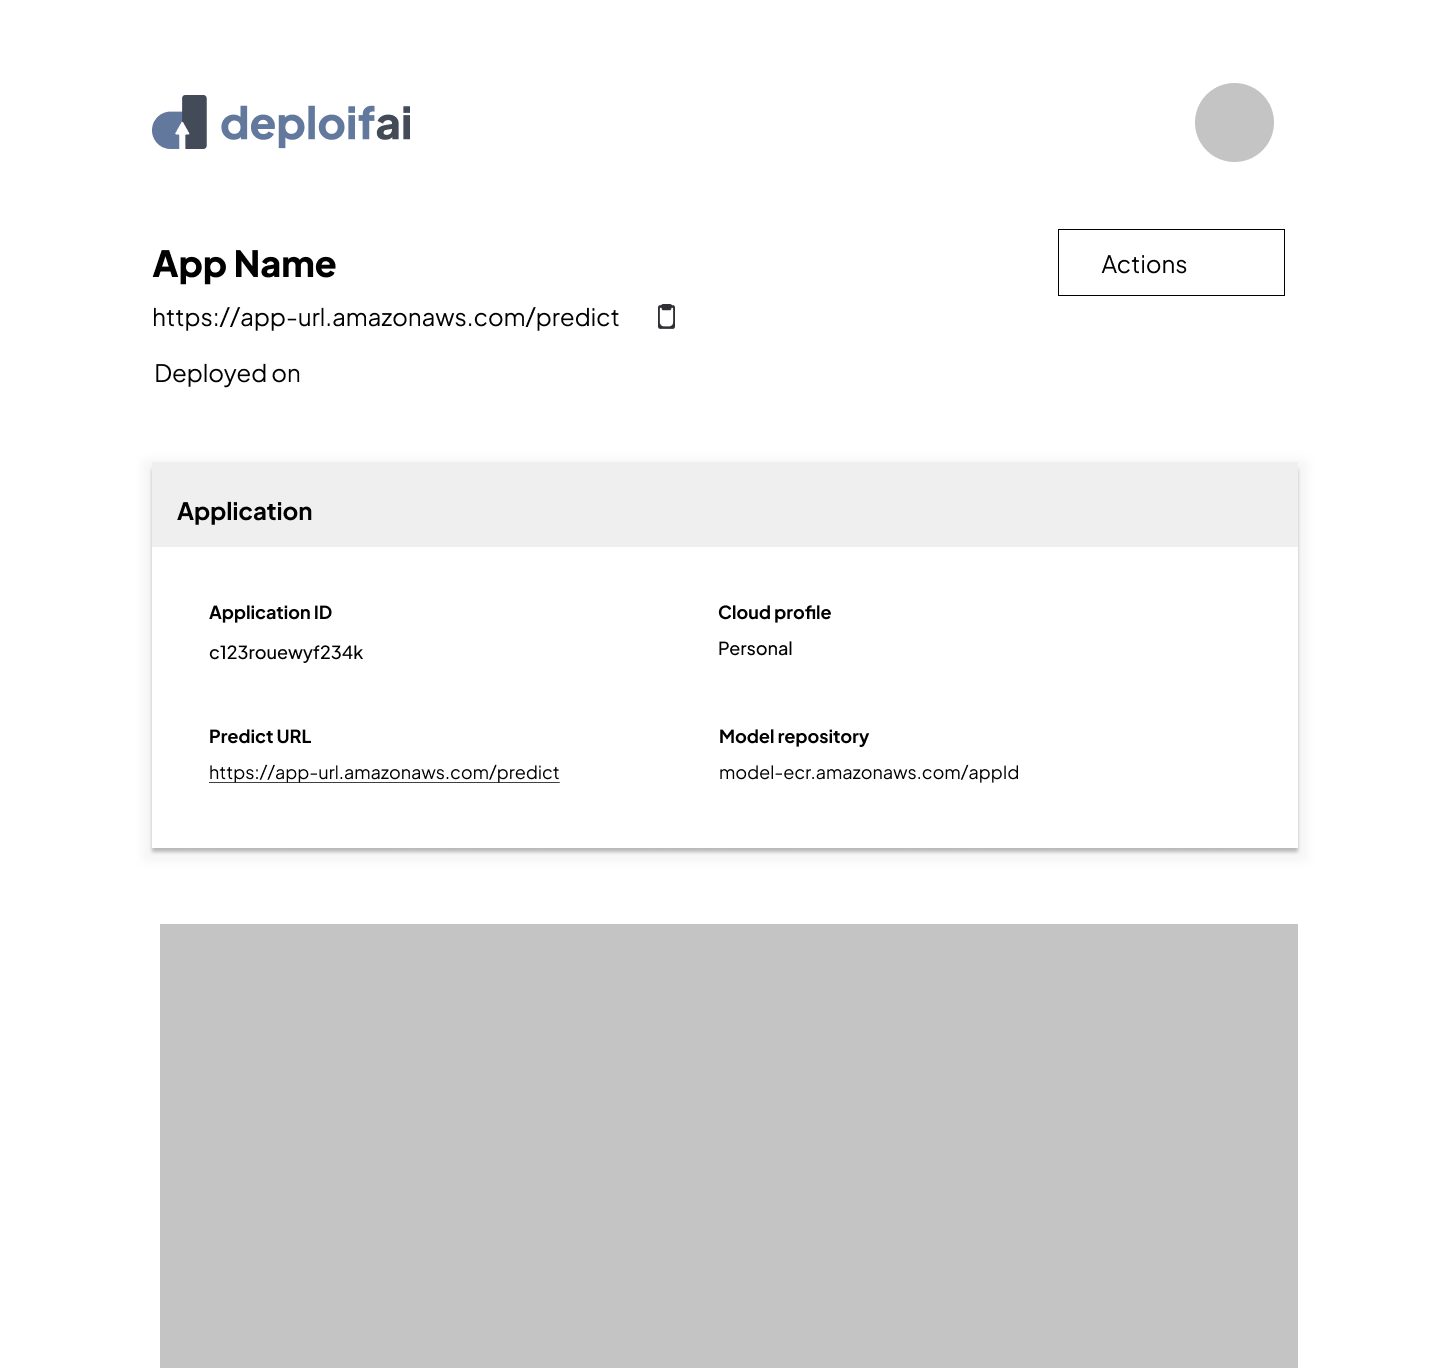 deploifai
App Name
Actions
https://app-url.amazonaws.com/predict
Deployed on
Application
Application ID
Cloud profile
c123rouewyf234k
Personal
Predict URL
Model repository
https://app-url.amazonaws.com/predict
model-ecr.amazonaws.com/appId